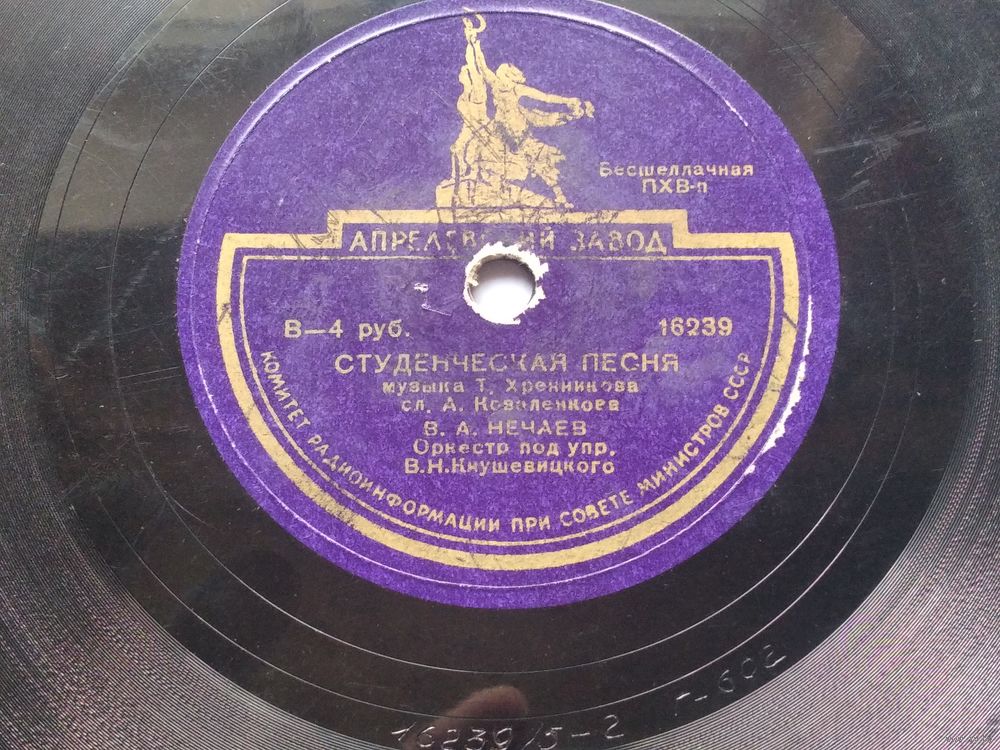 Бесшеллачная
ПХВ-п
АПРЕЛЕВСКИЙ ЗАВОД
В—4 руб.
16239
СТУДЕНЧЕСКАЯ ПЕСНЯ
музыка Т. Хренникова
сл. А. Коваленкова
В. А. НЕЧАЕВ
Оркестр под упр.
В.Н.Кнушевицкого
КОМИТЕТ РАДИОИНФОРМАЦИИ ПРИ СОВЕТЕ МИНИСТРОВ СССР
16239/5-2 Г-602